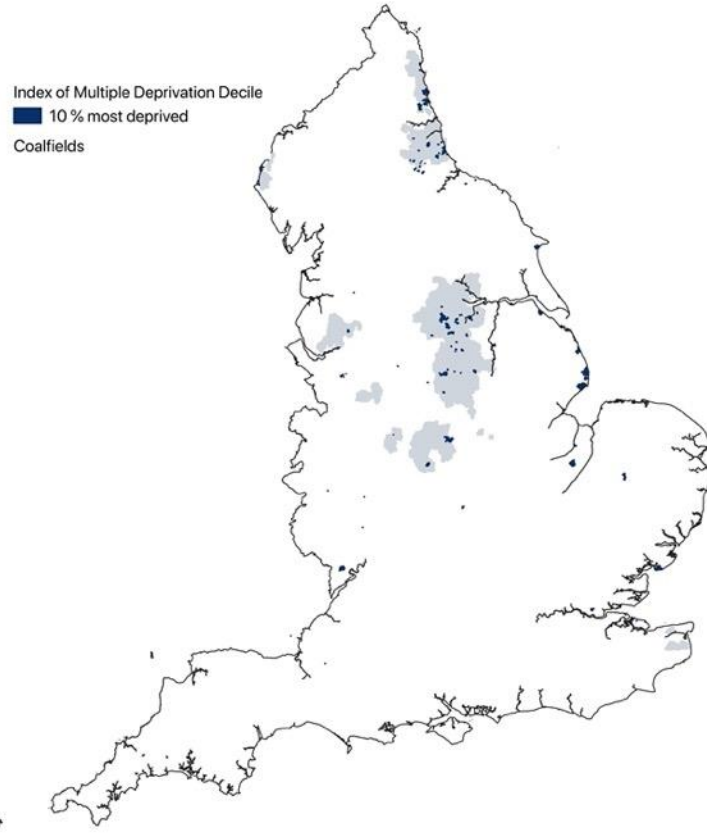 Index of Multiple Deprivation Decile
10 % most deprived
Coalfields